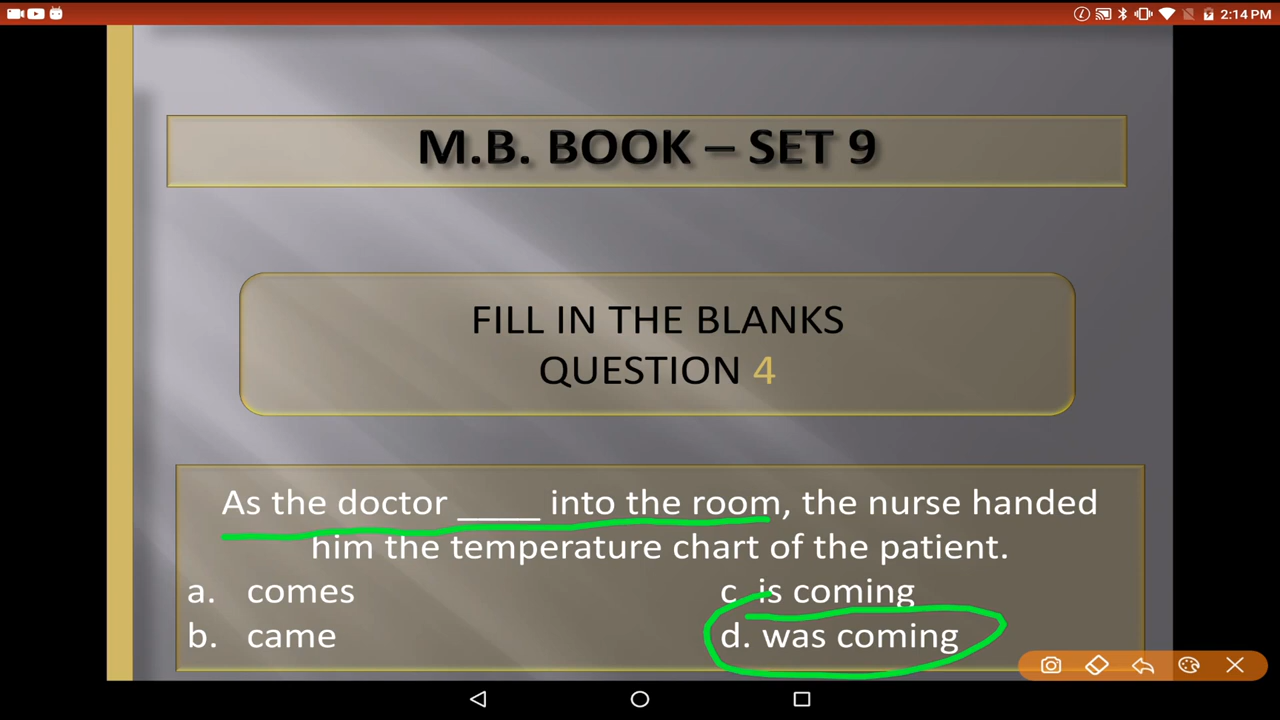 2:14 PM
M.B. BOOK – SET 9
FILL IN THE BLANKS
QUESTION 4
As the doctor ____ into the room, the nurse handed
him the temperature chart of the patient.
a. comes
c. is coming
b. came
d. was coming